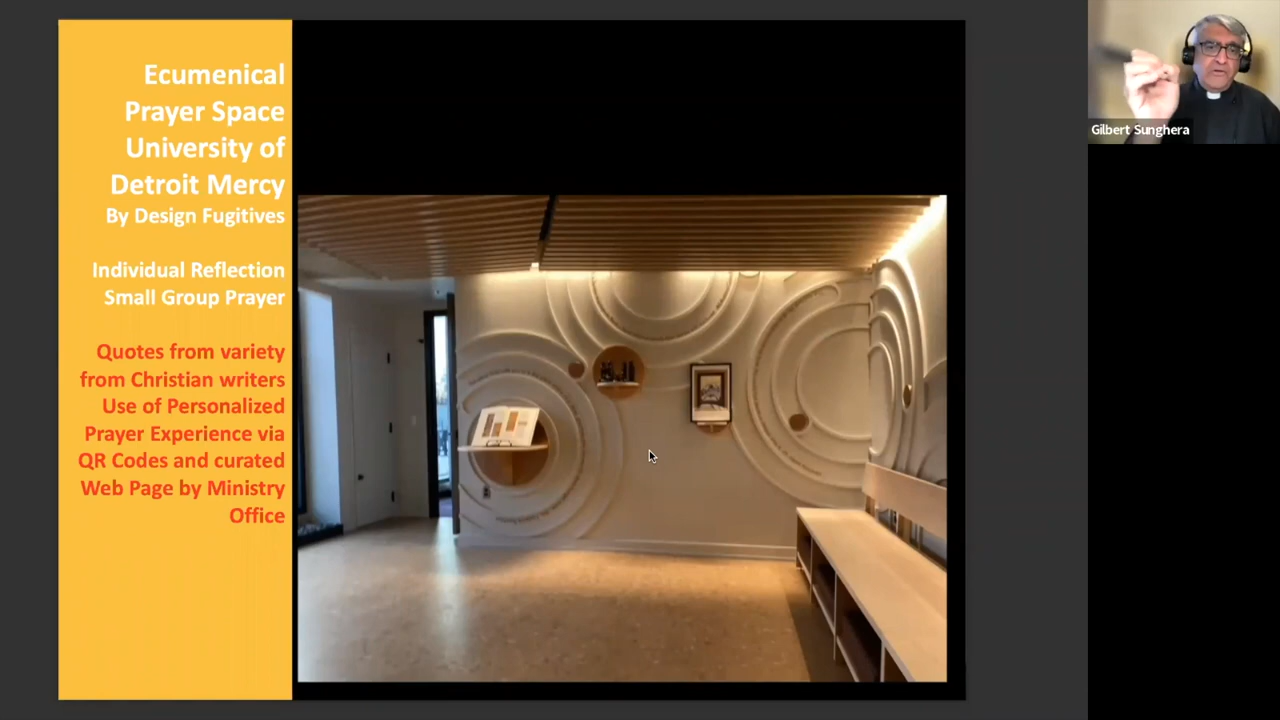 Ecumenical
Prayer Space
University of
Detroit Mercy
By Design Fugitives
Individual Reflection
Small Group Prayer
Quotes from variety
from Christian writers
Use of Personalized
Prayer Experience via
QR Codes and curated
Web Page by Ministry
Office
Gilbert Sunghera